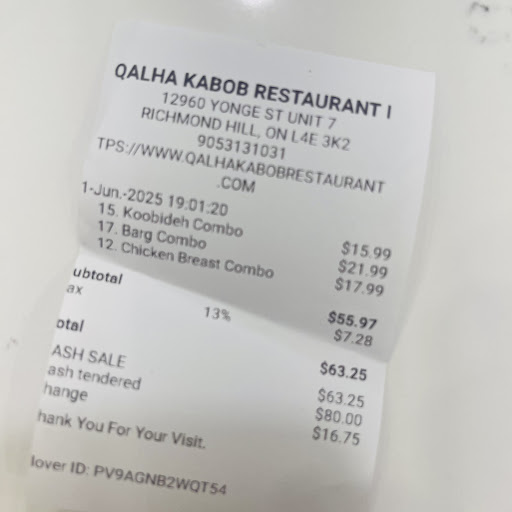 QALHA KABOB RESTAURANT I
12960 YONGE ST UNIT 7
RICHMOND HILL, ON L4E 3K2
9053131031
TPS://WWW.QALHAKABOBRESTAURANT
.COM
1-Jun.-2025 19:01:20
15. Koobideh Combo $15.99
17. Barg Combo $21.99
12. Chicken Breast Combo $17.99
ubtotal $55.97
ax 13% $7.28
otal $63.25
ASH SALE $63.25
ash tendered $80.00
hange $16.75
hank You For Your Visit.
lover ID: PV9AGNB2WQT54